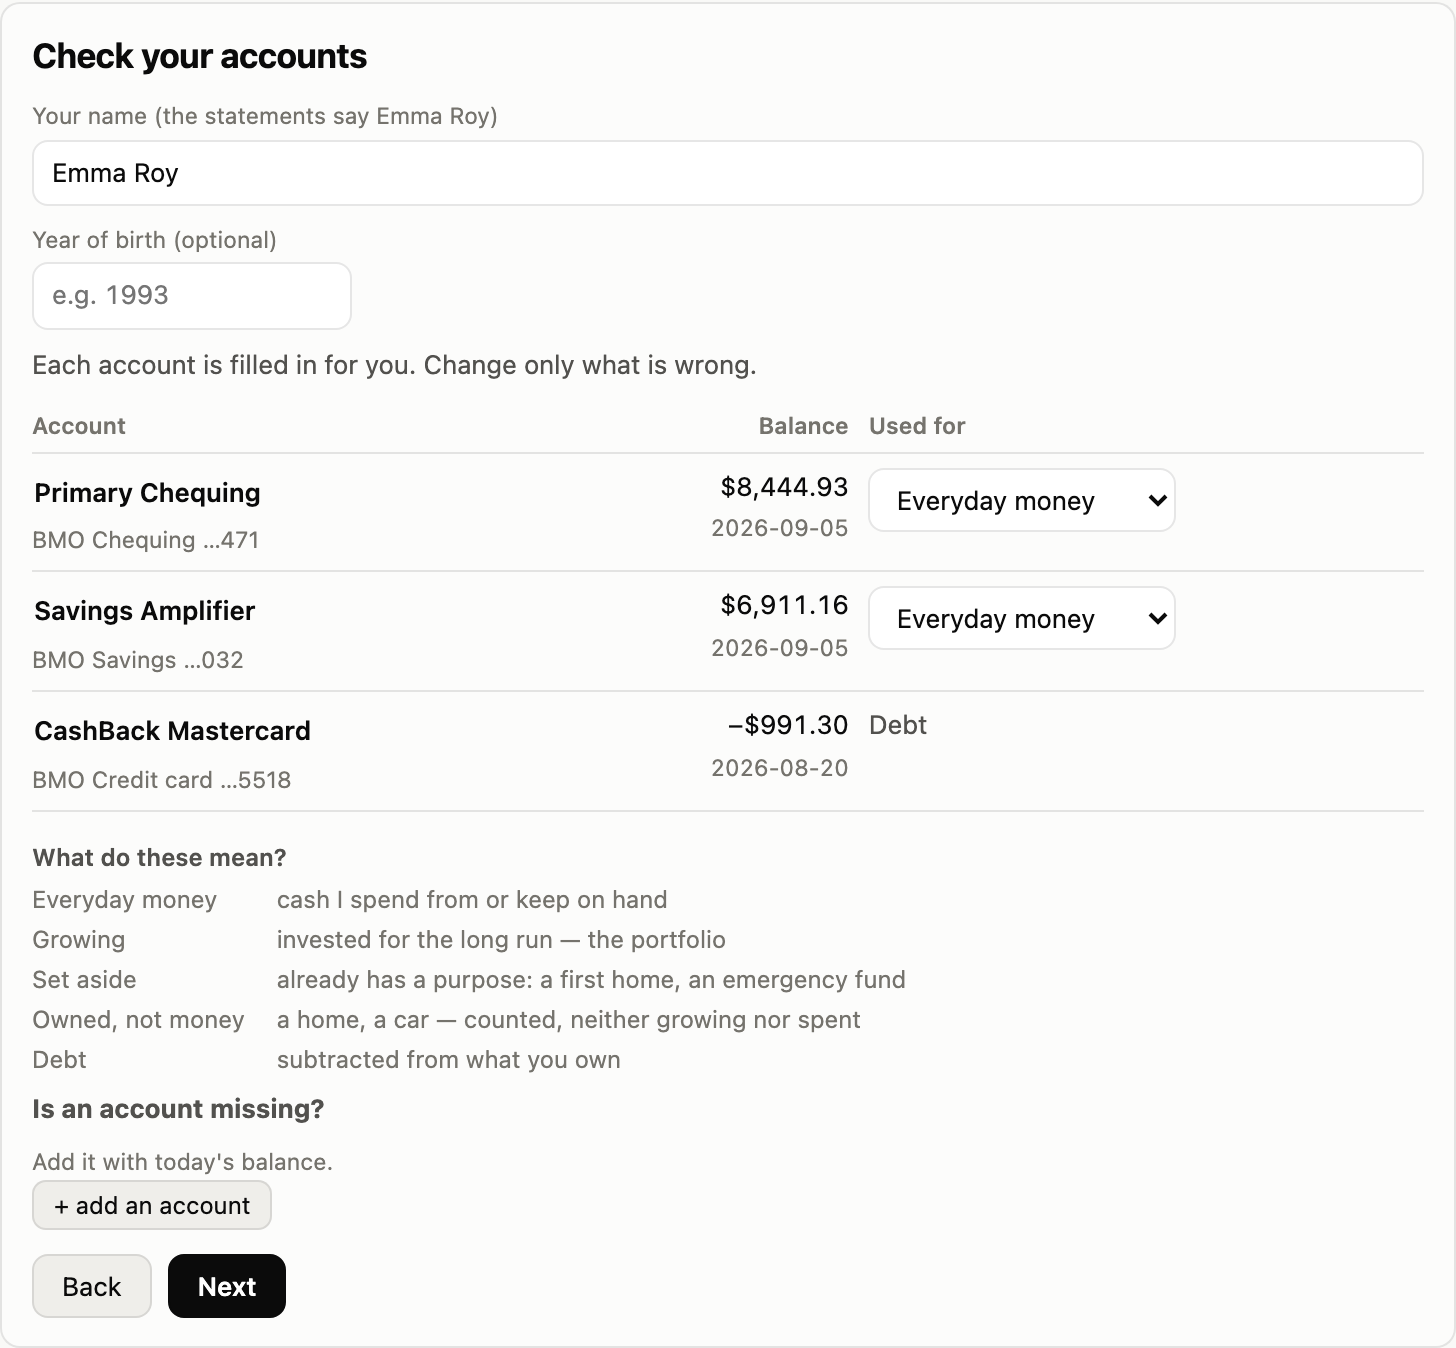 Check your accounts
Your name (the statements say Emma Roy)
Emma Roy
Year of birth (optional)
e.g. 1993
Each account is filled in for you. Change only what is wrong.
Account Balance Used for
Primary Chequing $8,444.93 Everyday money
BMO Chequing …471 2026-09-05
Savings Amplifier $6,911.16 Everyday money
BMO Savings …032 2026-09-05
CashBack Mastercard –$991.30 Debt
BMO Credit card …5518 2026-08-20
What do these mean?
Everyday money cash I spend from or keep on hand
Growing invested for the long run — the portfolio
Set aside already has a purpose: a first home, an emergency fund
Owned, not money a home, a car — counted, neither growing nor spent
Debt subtracted from what you own
Is an account missing?
Add it with today's balance.
+ add an account
Back Next